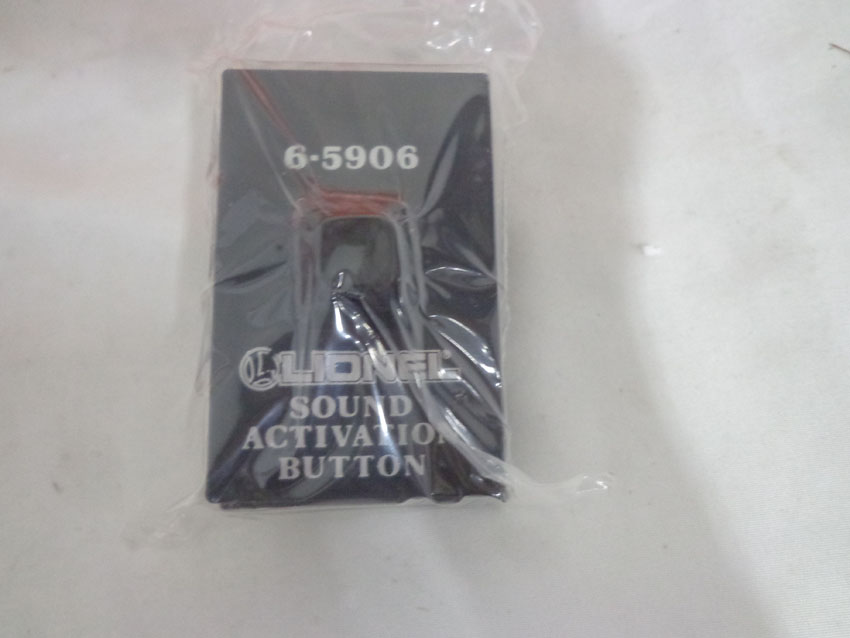 6-5906
LIONEL
SOUND
ACTIVATION
BUTTON